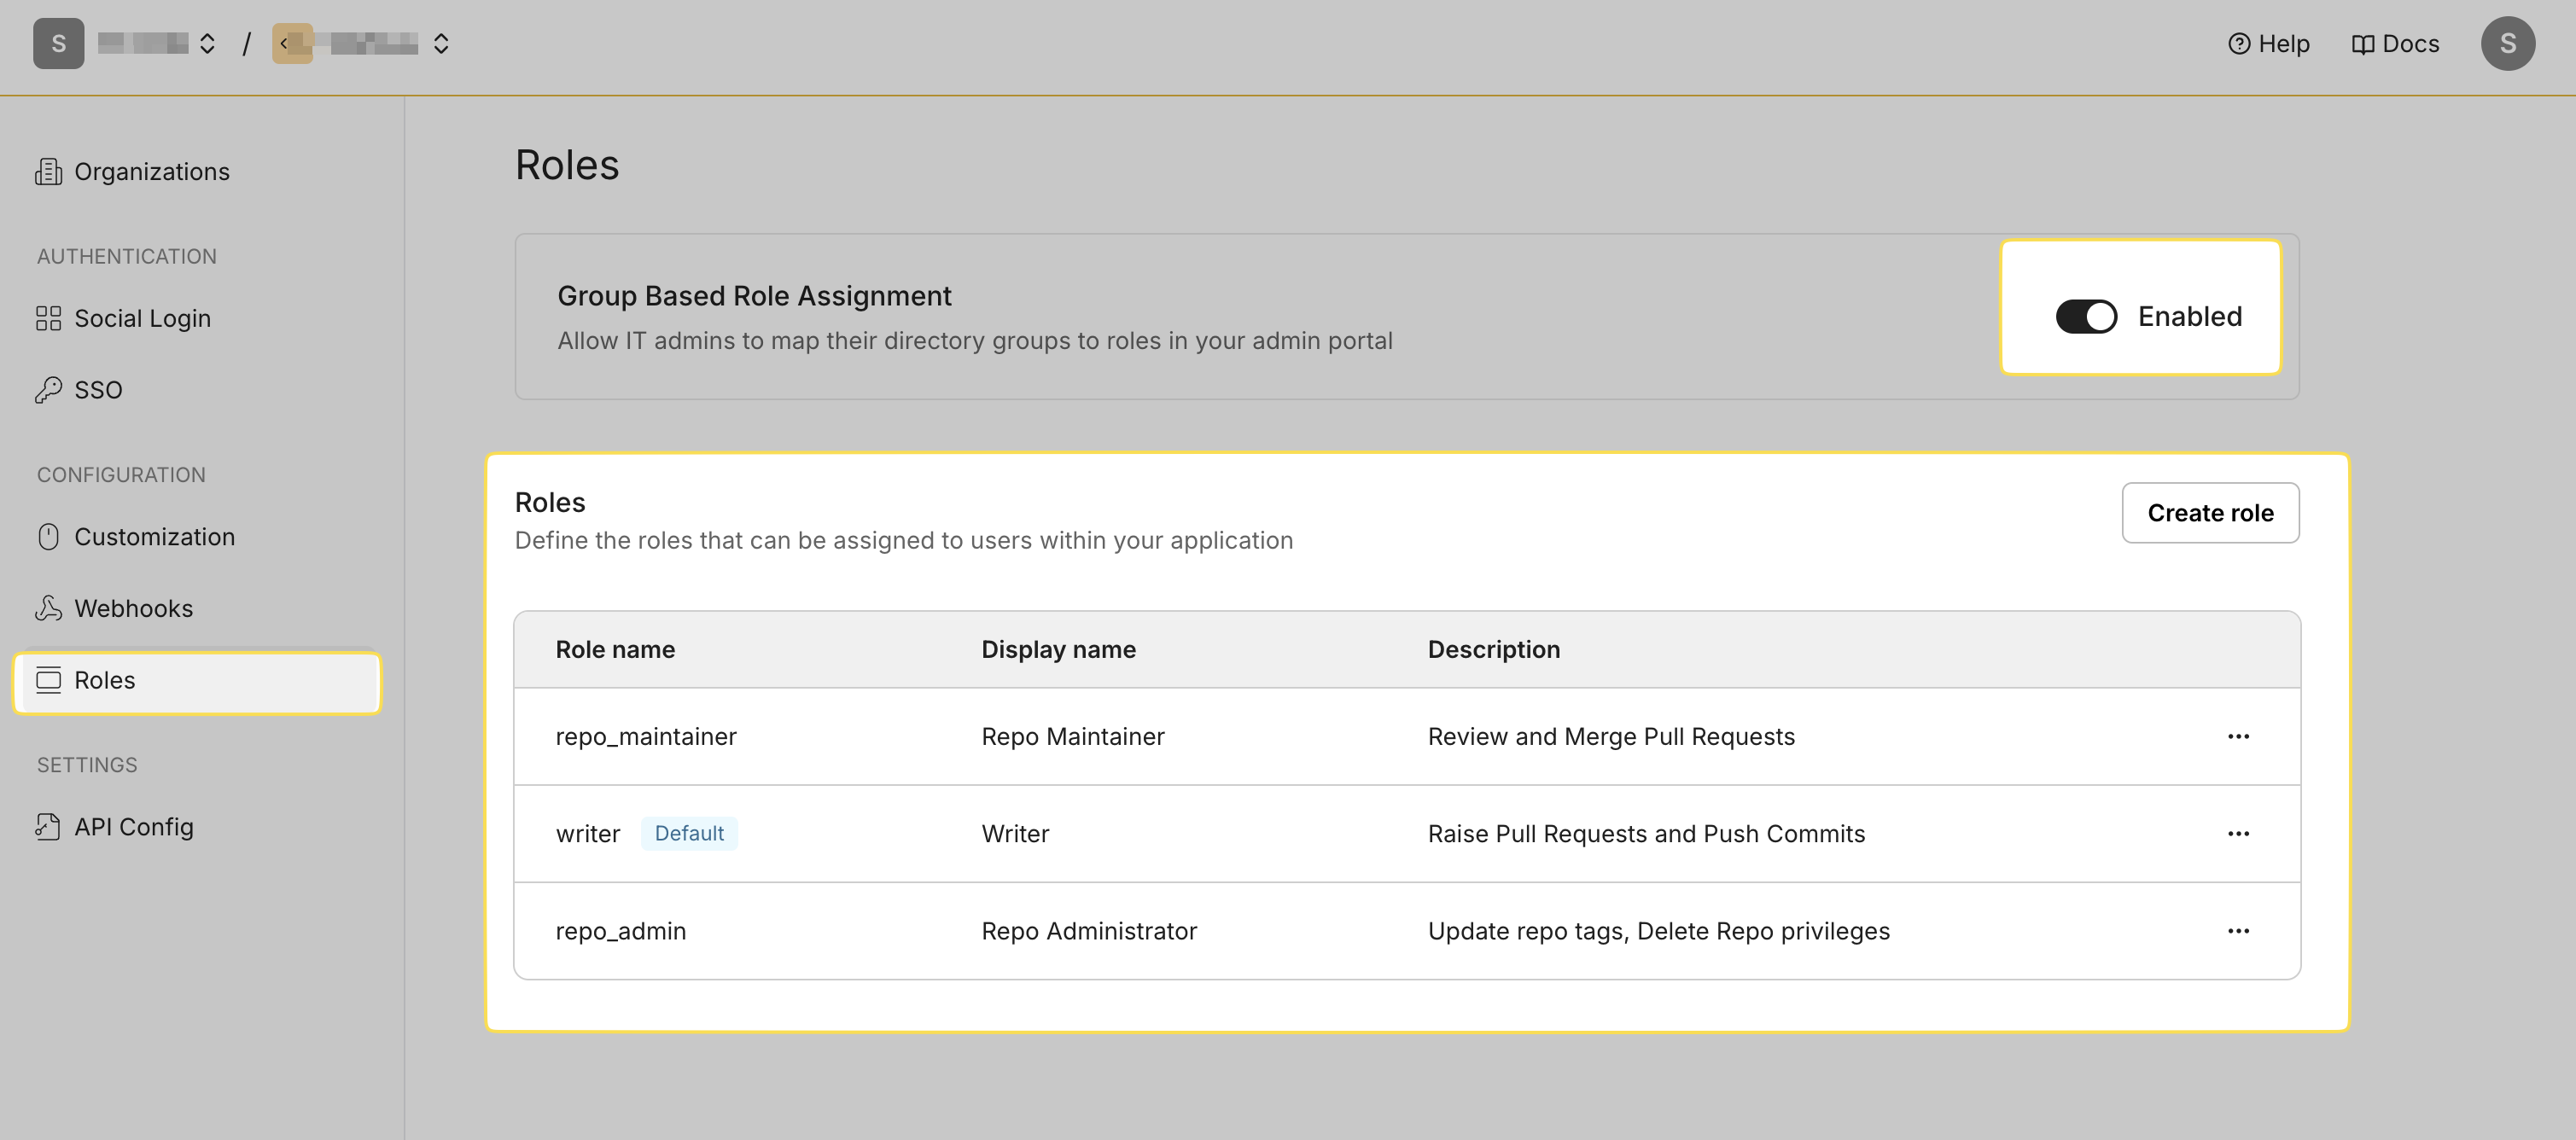 S / Help Docs S
Organizations
AUTHENTICATION
Social Login
SSO
CONFIGURATION
Customization
Webhooks
Roles
SETTINGS
API Config
Roles
Group Based Role Assignment
Allow IT admins to map their directory groups to roles in your admin portal
Enabled
Roles
Define the roles that can be assigned to users within your application
Create role
Role name Display name Description
repo_maintainer Repo Maintainer Review and Merge Pull Requests ...
writer Default Writer Raise Pull Requests and Push Commits ...
repo_admin Repo Administrator Update repo tags, Delete Repo privileges ...